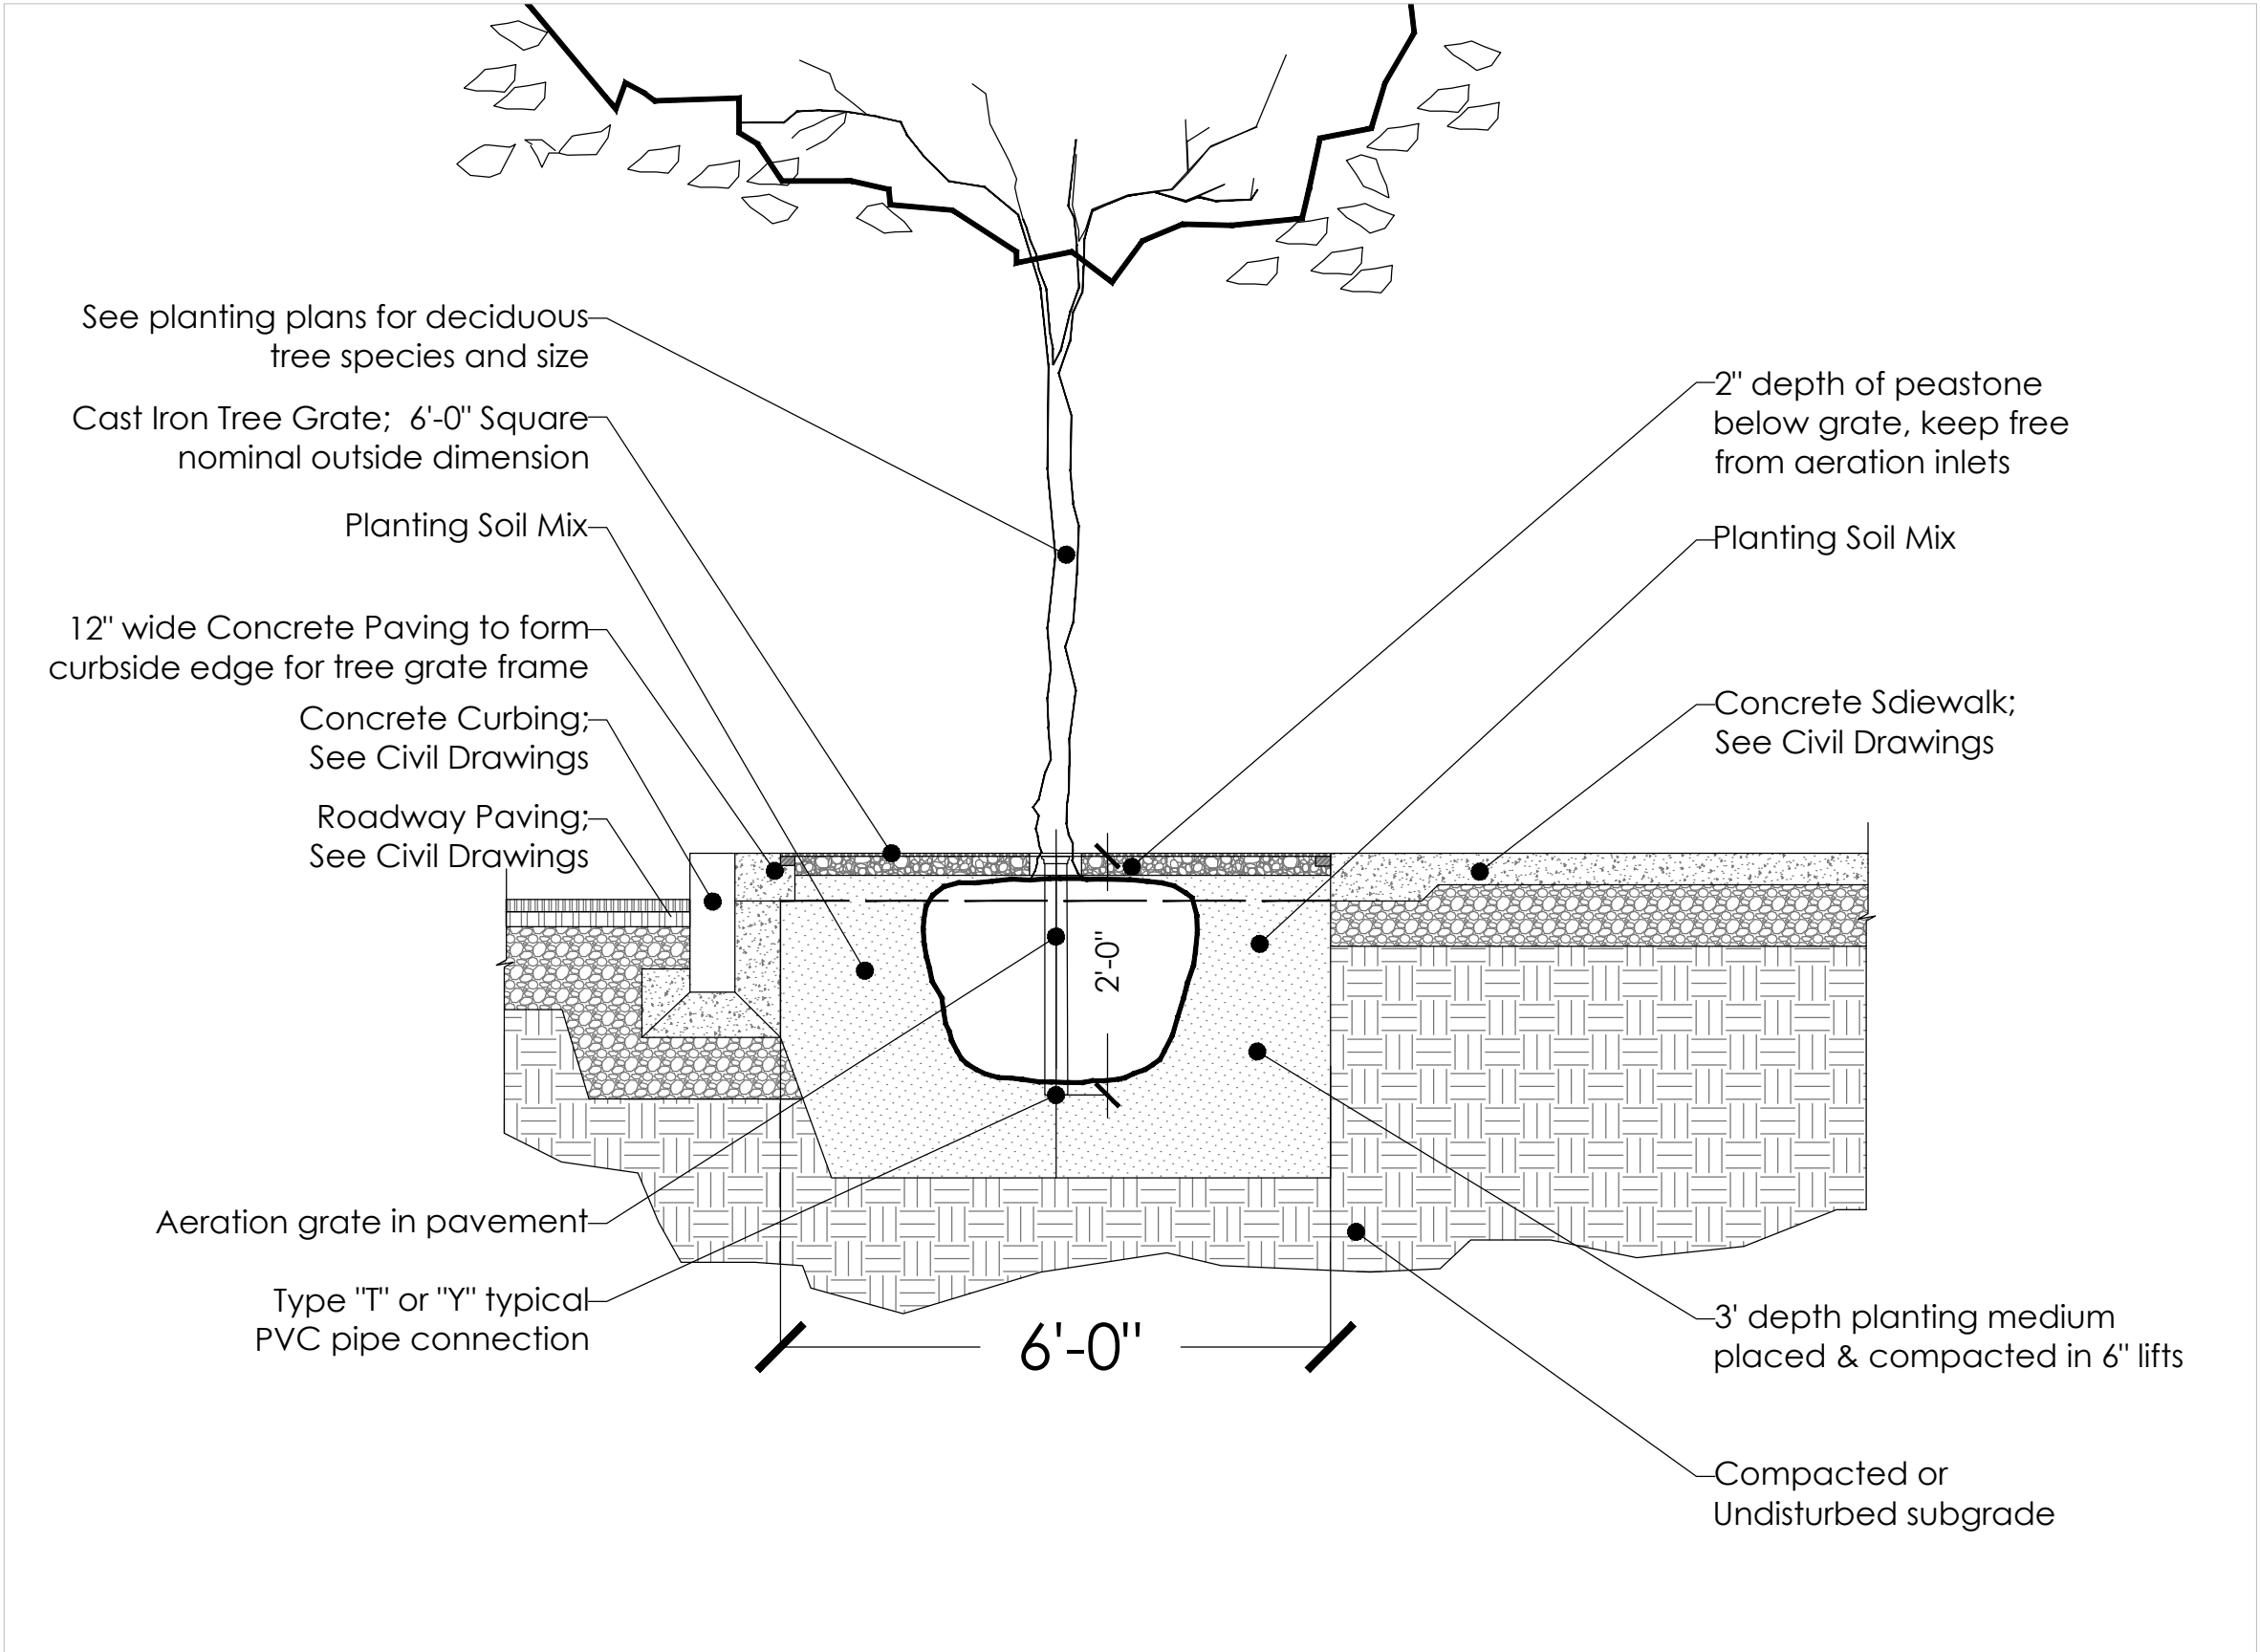 See planting plans for deciduous
tree species and size
Cast Iron Tree Grate; 6'-0" Square
nominal outside dimension
Planting Soil Mix
12" wide Concrete Paving to form
curbside edge for tree grate frame
Concrete Curbing;
See Civil Drawings
Roadway Paving;
See Civil Drawings
Aeration grate in pavement
Type "T" or "Y" typical
PVC pipe connection
2'-0"
6'-0"
2" depth of peastone
below grate, keep free
from aeration inlets
Planting Soil Mix
Concrete Sdiewalk;
See Civil Drawings
3' depth planting medium
placed & compacted in 6" lifts
Compacted or
Undisturbed subgrade